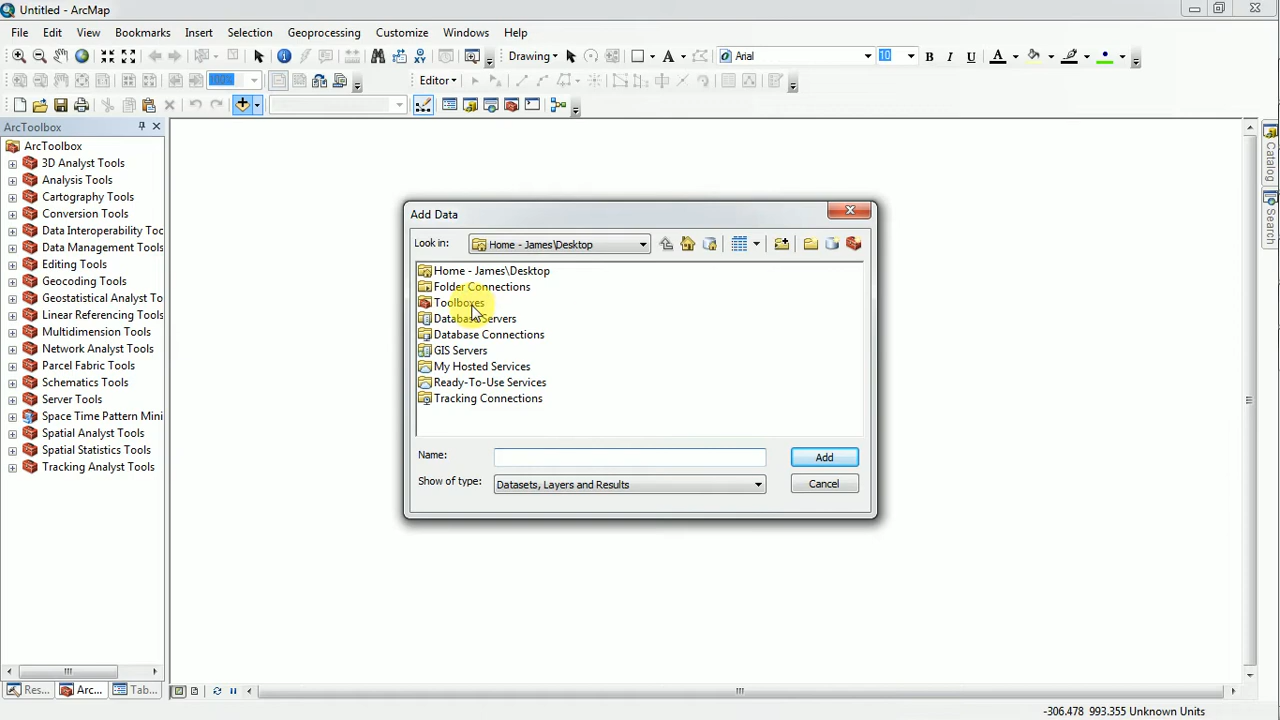 Untitled - ArcMap
File Edit View Bookmarks Insert Selection Geoprocessing Customize Windows Help
Drawing Arial 10 B I U A
100% Editor
ArcToolbox
ArcToolbox
3D Analyst Tools
Analysis Tools
Cartography Tools
Conversion Tools
Data Interoperability Toc
Data Management Tools
Editing Tools
Geocoding Tools
Geostatistical Analyst To
Linear Referencing Tools
Multidimension Tools
Network Analyst Tools
Parcel Fabric Tools
Schematics Tools
Server Tools
Space Time Pattern Mini
Spatial Analyst Tools
Spatial Statistics Tools
Tracking Analyst Tools
Res... Arc... Tab...
Add Data
Look in: Home - James\Desktop
Home - James\Desktop
Folder Connections
Toolboxes
Database Servers
Database Connections
GIS Servers
My Hosted Services
Ready-To-Use Services
Tracking Connections
Name: Add
Show of type: Datasets, Layers and Results Cancel
Catalog
Search
-306.478 993.355 Unknown Units